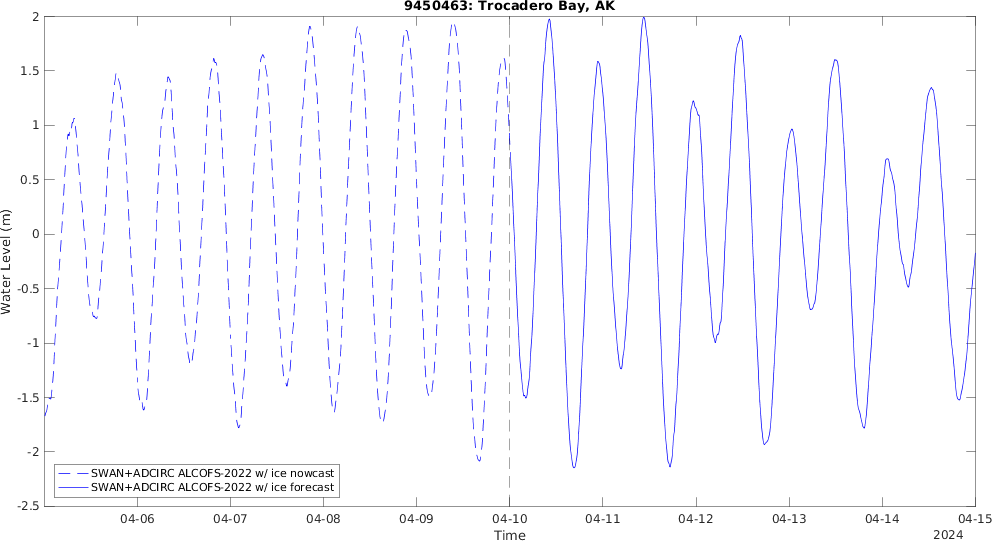 9450463: Trocadero Bay, AK
2
1.5
1
0.5
0
-0.5
-1
-1.5
-2
-2.5
Water Level (m)
SWAN+ADCIRC ALCOFS-2022 w/ ice nowcast
SWAN+ADCIRC ALCOFS-2022 w/ ice forecast
04-06 04-07 04-08 04-09 04-10 04-11 04-12 04-13 04-14 04-15
Time
2024